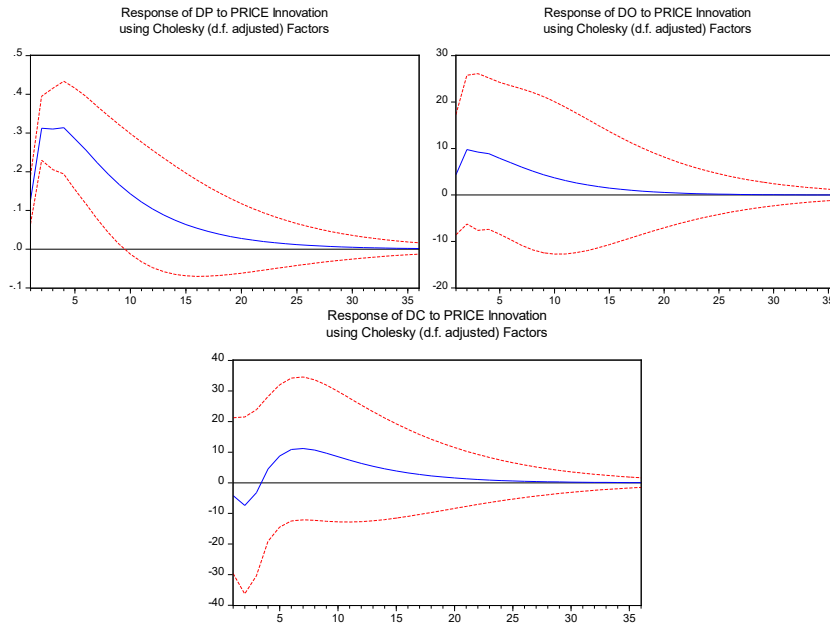 Response of DP to PRICE Innovation
using Cholesky (d.f. adjusted) Factors
.5
.4
.3
.2
.1
.0
-.1
5 10 15 20 25 30 35
Response of DO to PRICE Innovation
using Cholesky (d.f. adjusted) Factors
30
20
10
0
-10
-20
5 10 15 20 25 30 35
Response of DC to PRICE Innovation
using Cholesky (d.f. adjusted) Factors
40
30
20
10
0
-10
-20
-30
-40
5 10 15 20 25 30 35